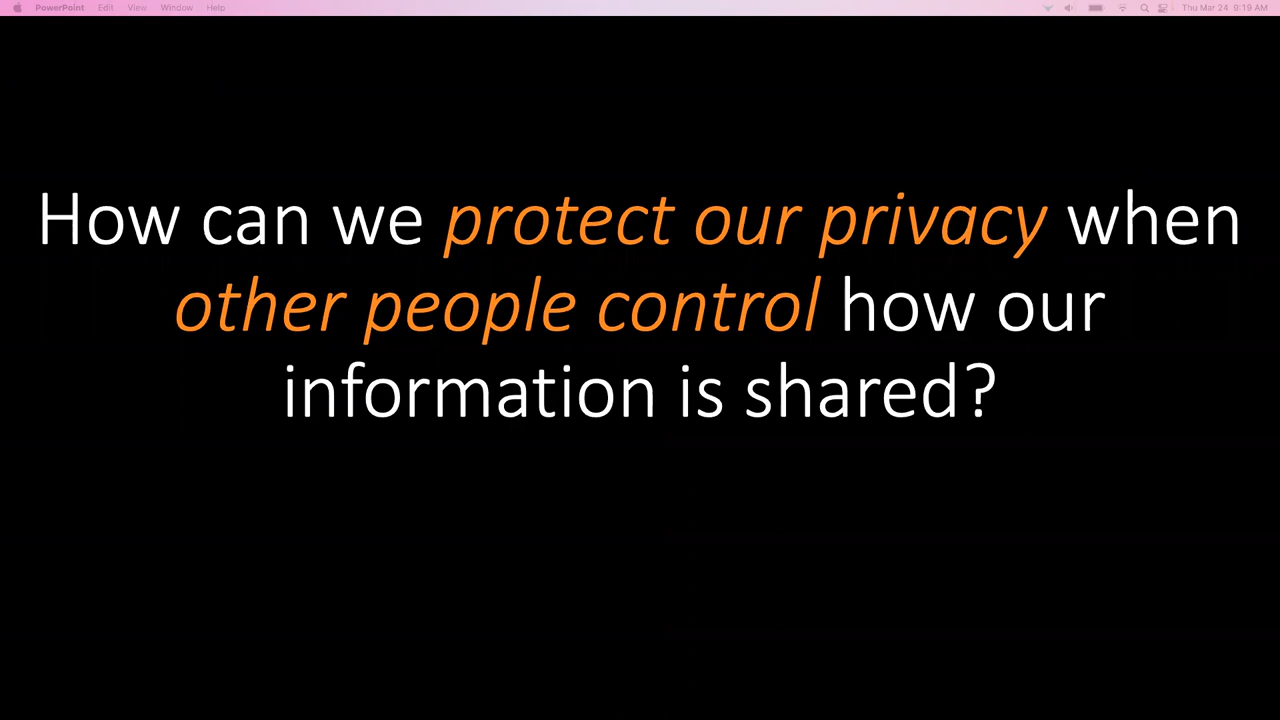 PowerPoint Edit View Window Help Thu Mar 24 9:19 AM
How can we protect our privacy when
other people control how our
information is shared?